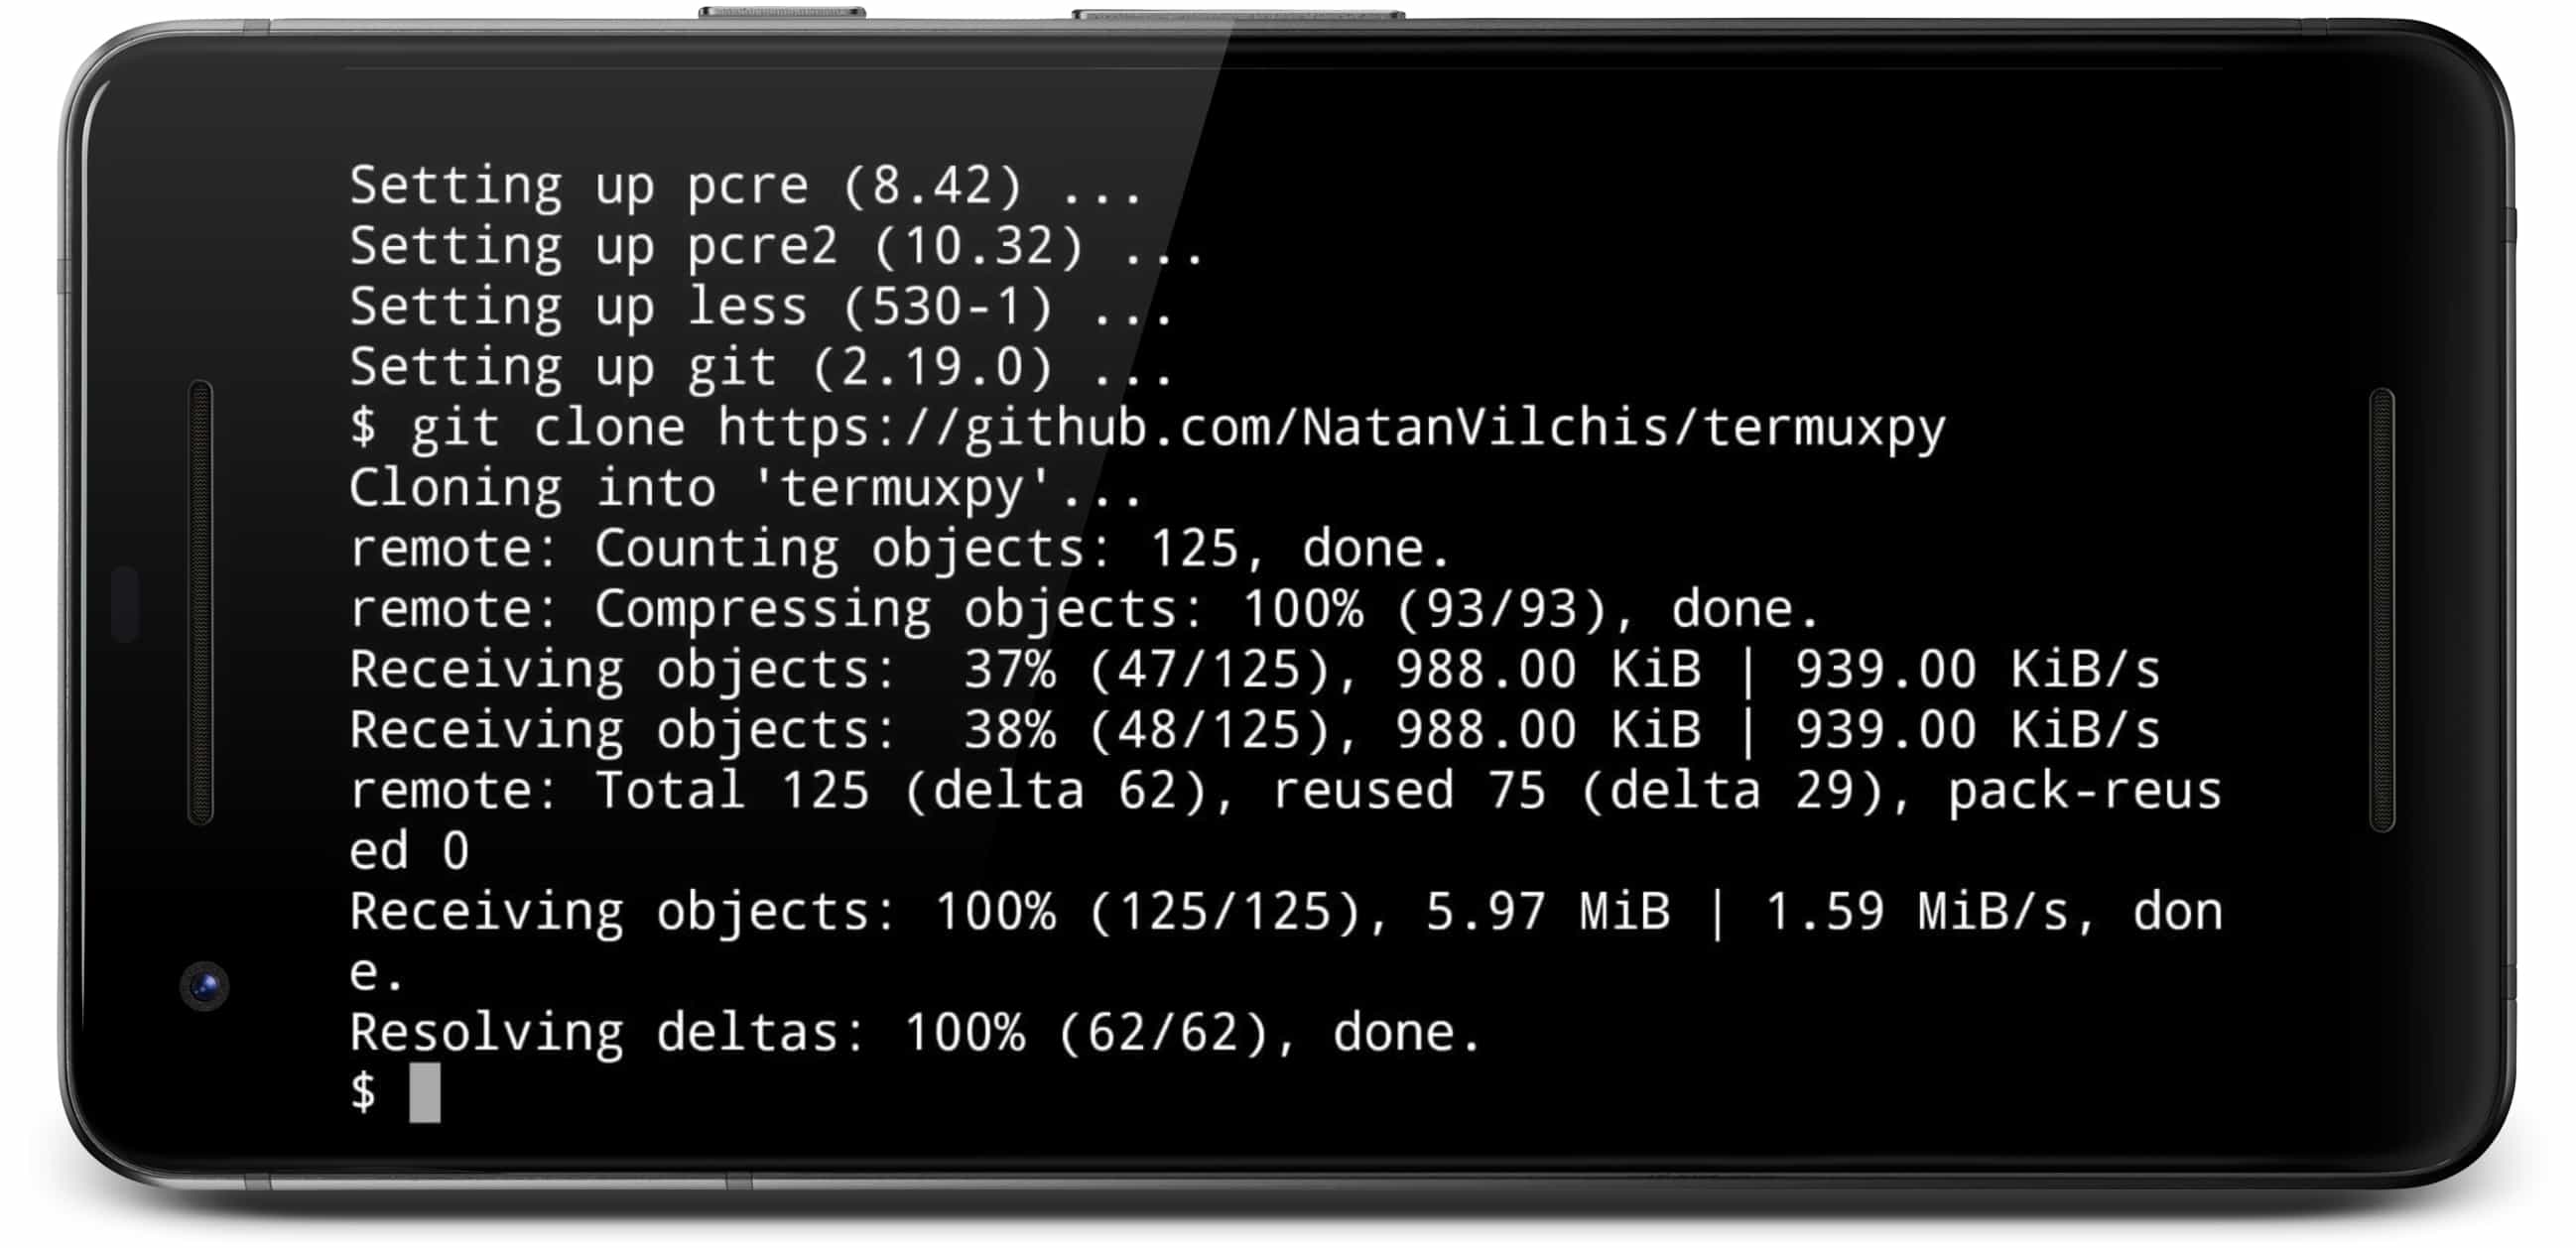 Setting up pcre (8.42) ...
Setting up pcre2 (10.32) ...
Setting up less (530-1) ...
Setting up git (2.19.0) ...
$ git clone https://github.com/NatanVilchis/termuxpy
Cloning into 'termuxpy'...
remote: Counting objects: 125, done.
remote: Compressing objects: 100% (93/93), done.
Receiving objects:  37% (47/125), 988.00 KiB | 939.00 KiB/s
Receiving objects:  38% (48/125), 988.00 KiB | 939.00 KiB/s
remote: Total 125 (delta 62), reused 75 (delta 29), pack-reus
ed 0
Receiving objects: 100% (125/125), 5.97 MiB | 1.59 MiB/s, don
e.
Resolving deltas: 100% (62/62), done.
$